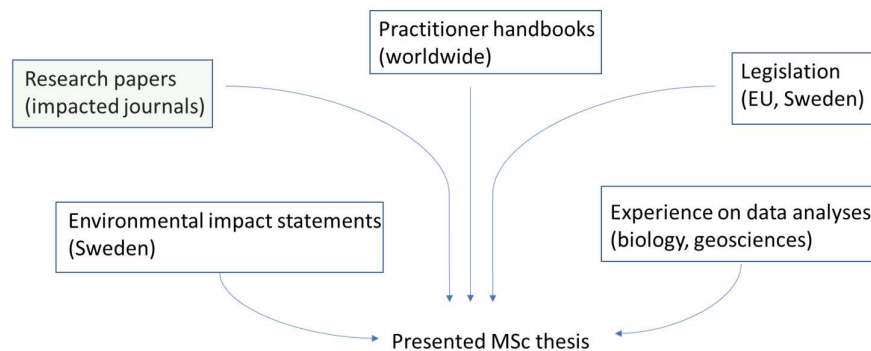 Practitioner handbooks
(worldwide)
Research papers
(impacted journals)
Legislation
(EU, Sweden)
Environmental impact statements
(Sweden)
Experience on data analyses
(biology, geosciences)
Presented MSc thesis